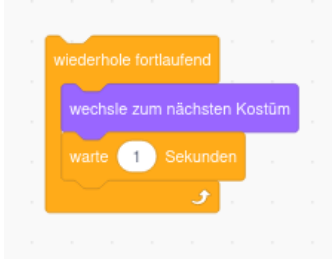 wiederhole fortlaufend
wechsle zum nächsten Kostüm
warte 1 Sekunden